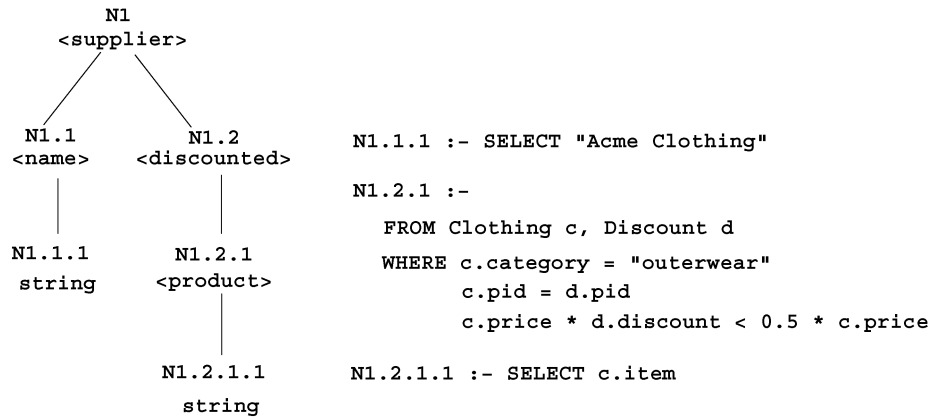 N1
<supplier>
N1.1 N1.2 N1.1.1 :- SELECT "Acme Clothing"
<name> <discounted>
N1.2.1 :-
FROM Clothing c, Discount d
N1.1.1 N1.2.1 WHERE c.category = "outerwear"
string <product> c.pid = d.pid
c.price * d.discount < 0.5 * c.price
N1.2.1.1 N1.2.1.1 :- SELECT c.item
string